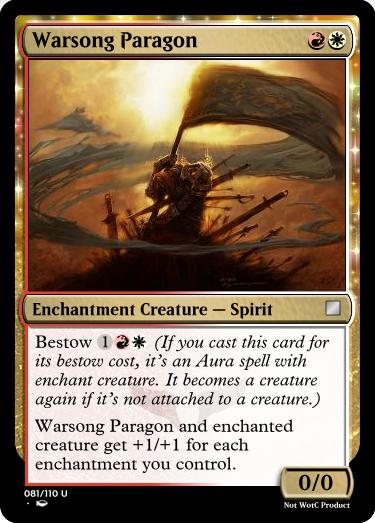 Warsong Paragon
Enchantment Creature — Spirit
Bestow 1 (If you cast this card for
its bestow cost, it's an Aura spell with
enchant creature. It becomes a creature
again if it's not attached to a creature.)
Warsong Paragon and enchanted
creature get +1/+1 for each
enchantment you control.
0/0
081/110 U
Not WotC Product